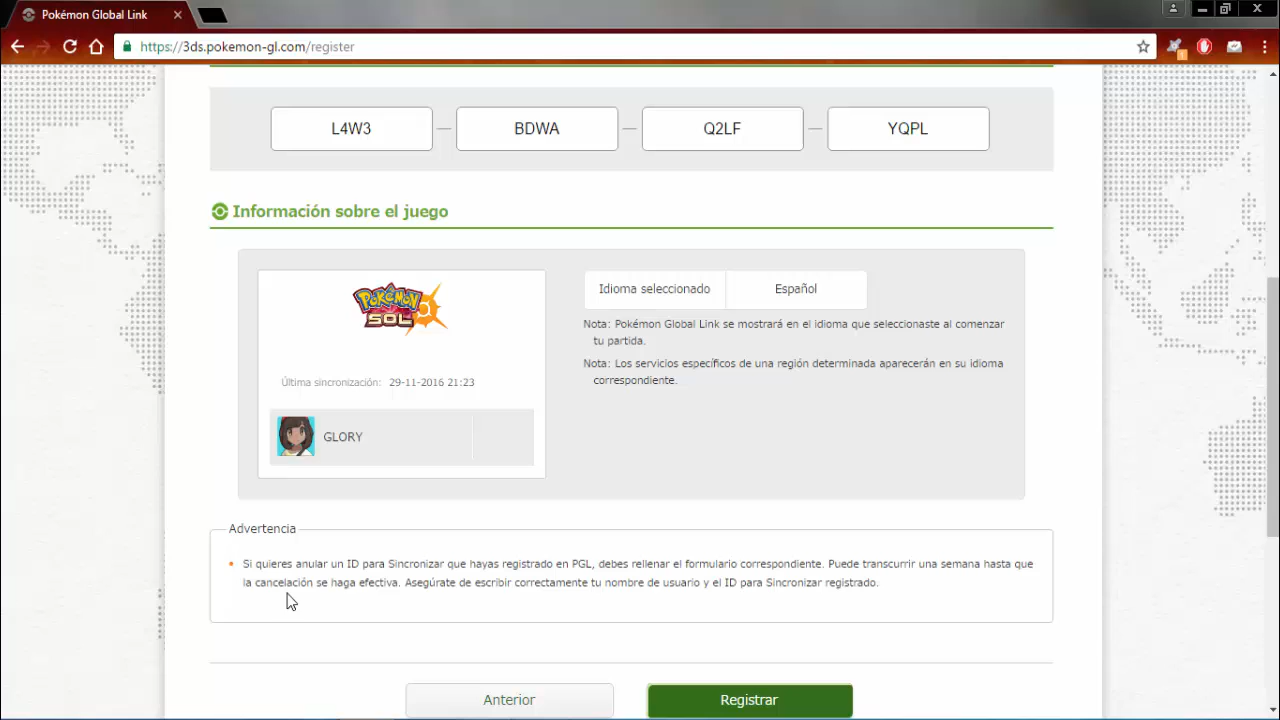 Pokémon Global Link
https://3ds.pokemon-gl.com/register
1
L4W3 — BDWA — Q2LF — YQPL
Información sobre el juego
POKéMON
SOL
Idioma seleccionado Español
Nota: Pokémon Global Link se mostrará en el idioma que seleccionaste al comenzar
tu partida.
Nota: Los servicios específicos de una región determinada aparecerán en su idioma
correspondiente.
Última sincronización: 29-11-2016 21:23
GLORY
Advertencia
Si quieres anular un ID para Sincronizar que hayas registrado en PGL, debes rellenar el formulario correspondiente. Puede transcurrir una semana hasta que
la cancelación se haga efectiva. Asegúrate de escribir correctamente tu nombre de usuario y el ID para Sincronizar registrado.
Anterior
Registrar